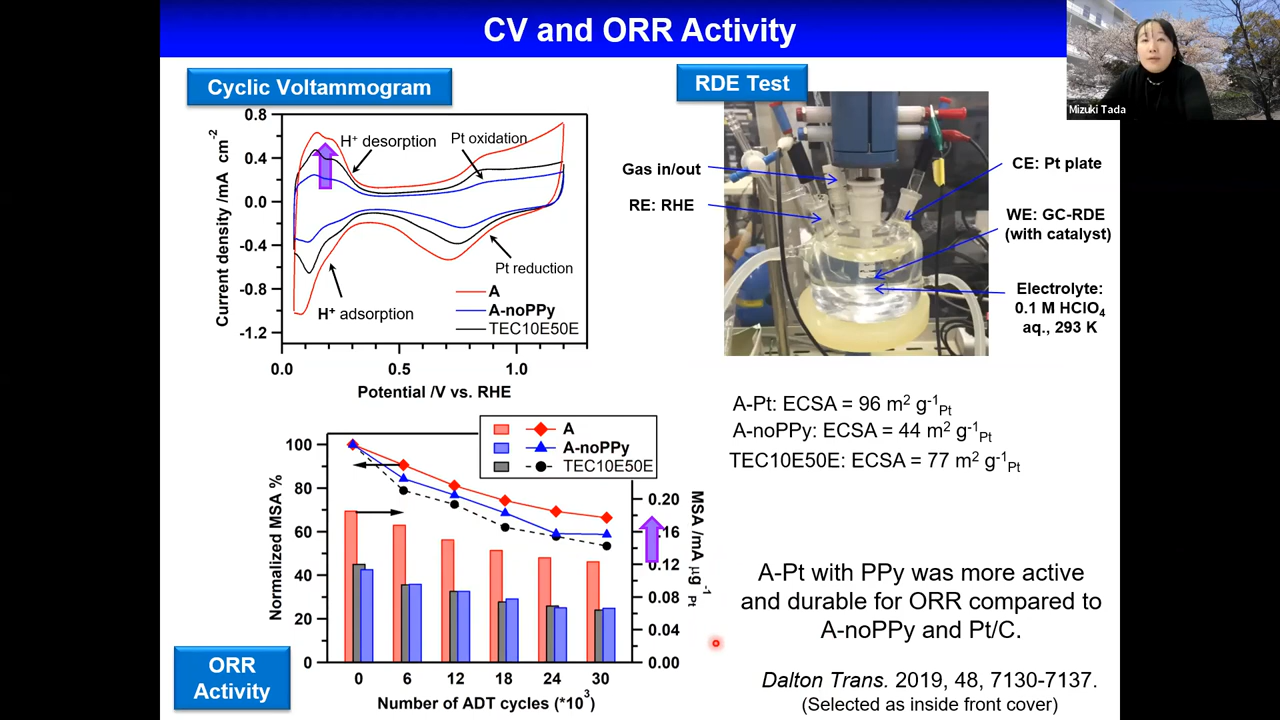 CV and ORR Activity
Mizuki Tada
Cyclic Voltammogram
0.8
0.4
0.0
-0.4
-0.8
-1.2
0.0
0.5
1.0
Current density /mA cm-2
Potential /V vs. RHE
H+ desorption
Pt oxidation
Pt reduction
H+ adsorption
A
A-noPPy
TEC10E50E
RDE Test
Gas in/out
RE: RHE
CE: Pt plate
WE: GC-RDE
(with catalyst)
Electrolyte:
0.1 M HClO4
aq., 293 K
A-Pt: ECSA = 96 m2 g-1Pt
A-noPPy: ECSA = 44 m2 g-1Pt
TEC10E50E: ECSA = 77 m2 g-1Pt
A
A-noPPy
TEC10E50E
100
80
60
40
20
0
Normalized MSA %
0.20
0.16
0.12
0.08
0.04
0.00
MSA /mA μg-1Pt
0
6
12
18
24
30
Number of ADT cycles (*103)
ORR
Activity
A-Pt with PPy was more active
and durable for ORR compared to
A-noPPy and Pt/C.
Dalton Trans. 2019, 48, 7130-7137.
(Selected as inside front cover)